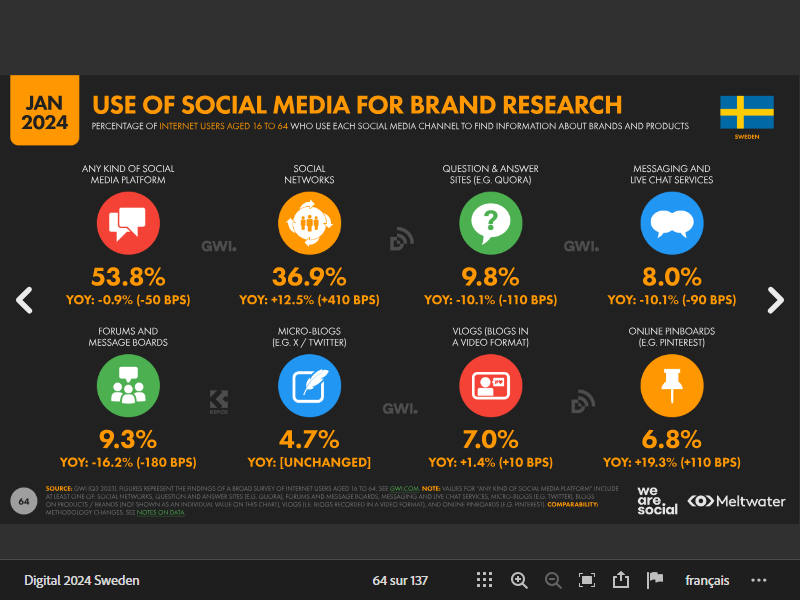 JAN
2024
USE OF SOCIAL MEDIA FOR BRAND RESEARCH
PERCENTAGE OF INTERNET USERS AGED 16 TO 64 WHO USE EACH SOCIAL MEDIA CHANNEL TO FIND INFORMATION ABOUT BRANDS AND PRODUCTS
SWEDEN
ANY KIND OF SOCIAL
MEDIA PLATFORM
53.8%
YOY: -0.9% (-50 BPS)
SOCIAL
NETWORKS
36.9%
YOY: +12.5% (+410 BPS)
QUESTION & ANSWER
SITES (E.G. QUORA)
9.8%
YOY: -10.1% (-110 BPS)
MESSAGING AND
LIVE CHAT SERVICES
8.0%
YOY: -10.1% (-90 BPS)
GWI.
GWI.
FORUMS AND
MESSAGE BOARDS
9.3%
YOY: -16.2% (-180 BPS)
MICRO-BLOGS
(E.G. X / TWITTER)
4.7%
YOY: [UNCHANGED]
VLOGS (BLOGS IN
A VIDEO FORMAT)
7.0%
YOY: +1.4% (+10 BPS)
ONLINE PINBOARDS
(E.G. PINTEREST)
6.8%
YOY: +19.3% (+110 BPS)
KEPIOS
GWI.
64
SOURCE: GWI (Q3 2023). FIGURES REPRESENT THE FINDINGS OF A BROAD SURVEY OF INTERNET USERS AGED 16 TO 64. SEE GWI.COM. NOTE: VALUES FOR "ANY KIND OF SOCIAL MEDIA PLATFORM" INCLUDE
AT LEAST ONE OF: SOCIAL NETWORKS, QUESTION AND ANSWER SITES (E.G. QUORA), FORUMS AND MESSAGE BOARDS, MESSAGING AND LIVE CHAT SERVICES, MICRO-BLOGS (E.G. TWITTER), BLOGS
ON PRODUCTS / BRANDS (NOT SHOWN AS AN INDIVIDUAL VALUE ON THIS CHART), VLOGS (I.E. BLOGS RECORDED IN A VIDEO FORMAT), AND ONLINE PINBOARDS (E.G. PINTEREST). COMPARABILITY:
METHODOLOGY CHANGES. SEE NOTES ON DATA.
we
are.
social
Meltwater
Digital 2024 Sweden
64 sur 137
français